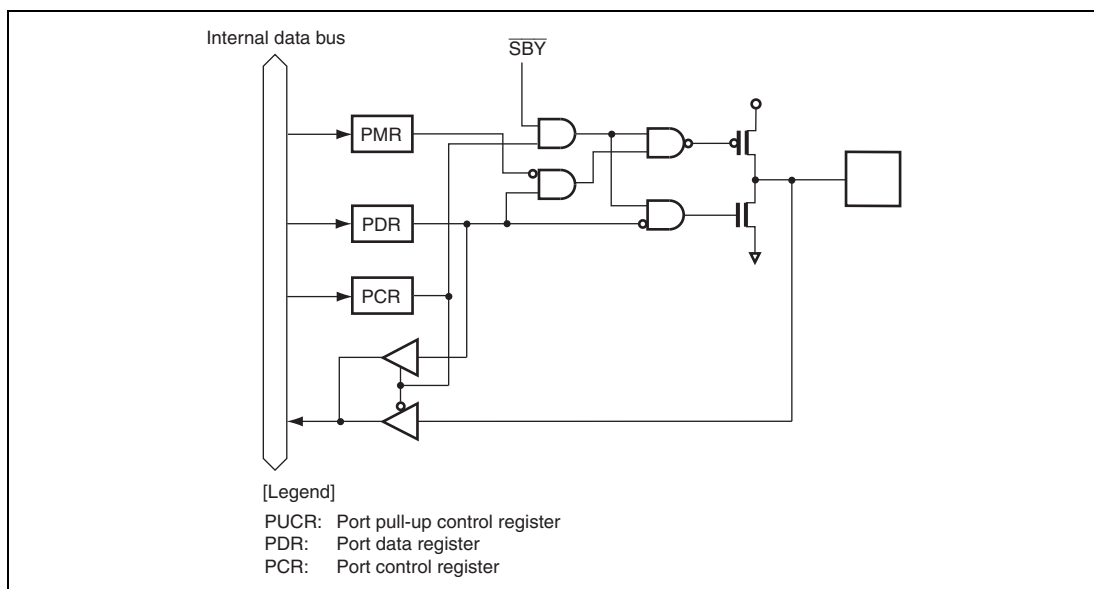 Internal data bus
S̅B̅Y̅
PMR
PDR
PCR
[Legend]
PUCR: Port pull-up control register
PDR: Port data register
PCR: Port control register